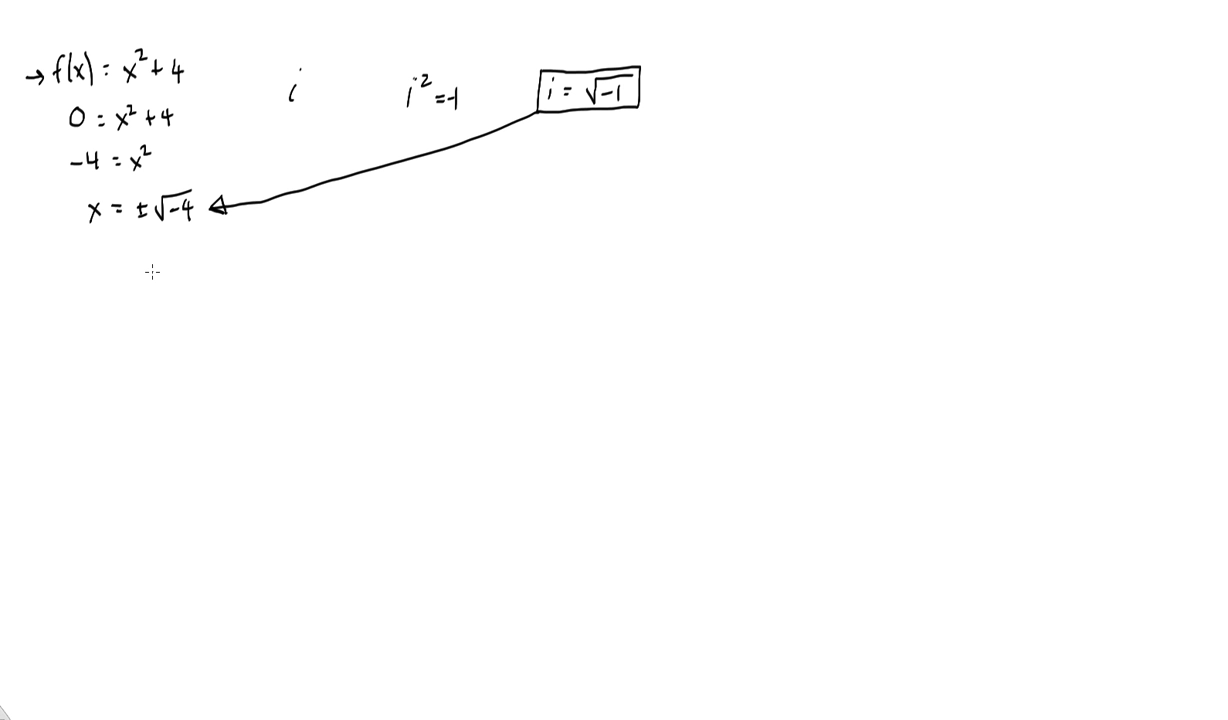 → f(x) = x² + 4
i
i² = -1
i = √-1
0 = x² + 4
-4 = x²
x = ±√-4